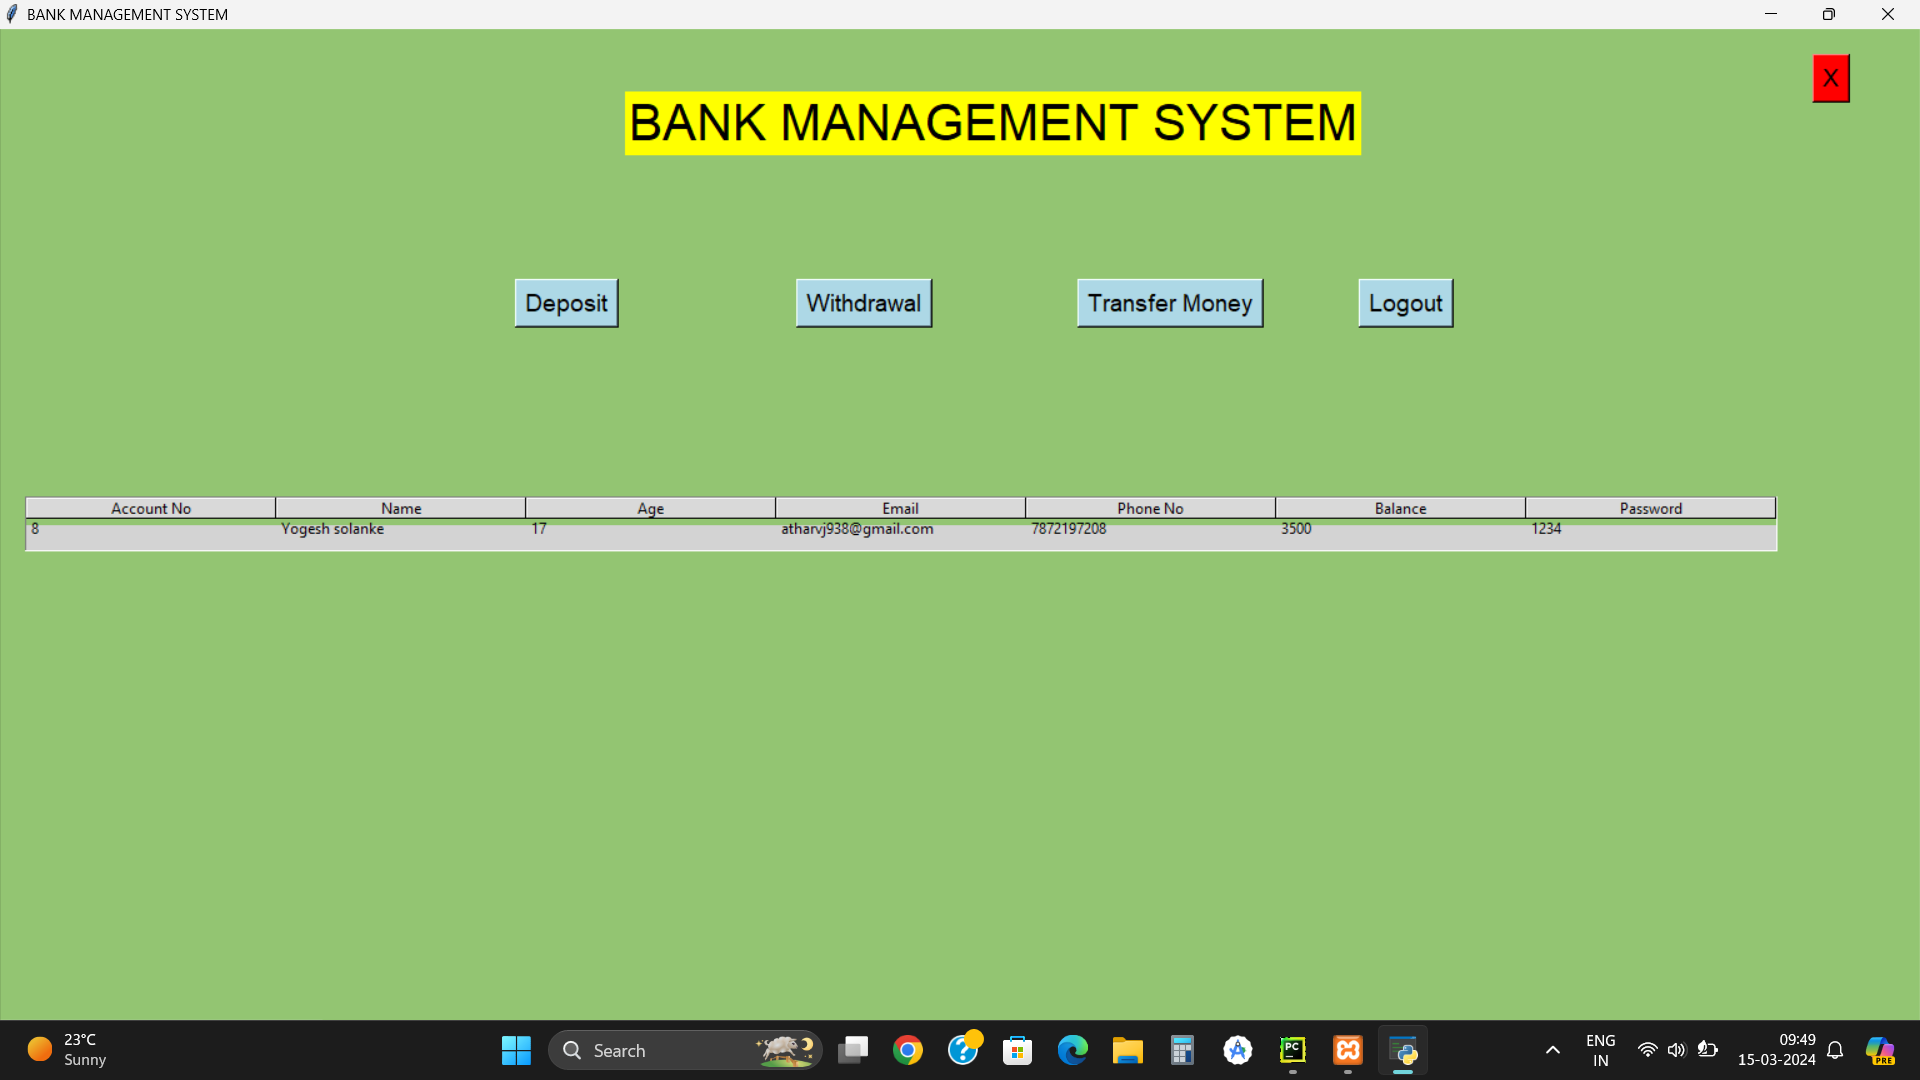 BANK MANAGEMENT SYSTEM
X
BANK MANAGEMENT SYSTEM
Deposit Withdrawal Transfer Money Logout
Account No Name Age Email Phone No Balance Password
8 Yogesh solanke 17 atharvj938@gmail.com 7872197208 3500 1234
23°C
Sunny
Search
PC
ENG
IN
09:49
15-03-2024
PRE